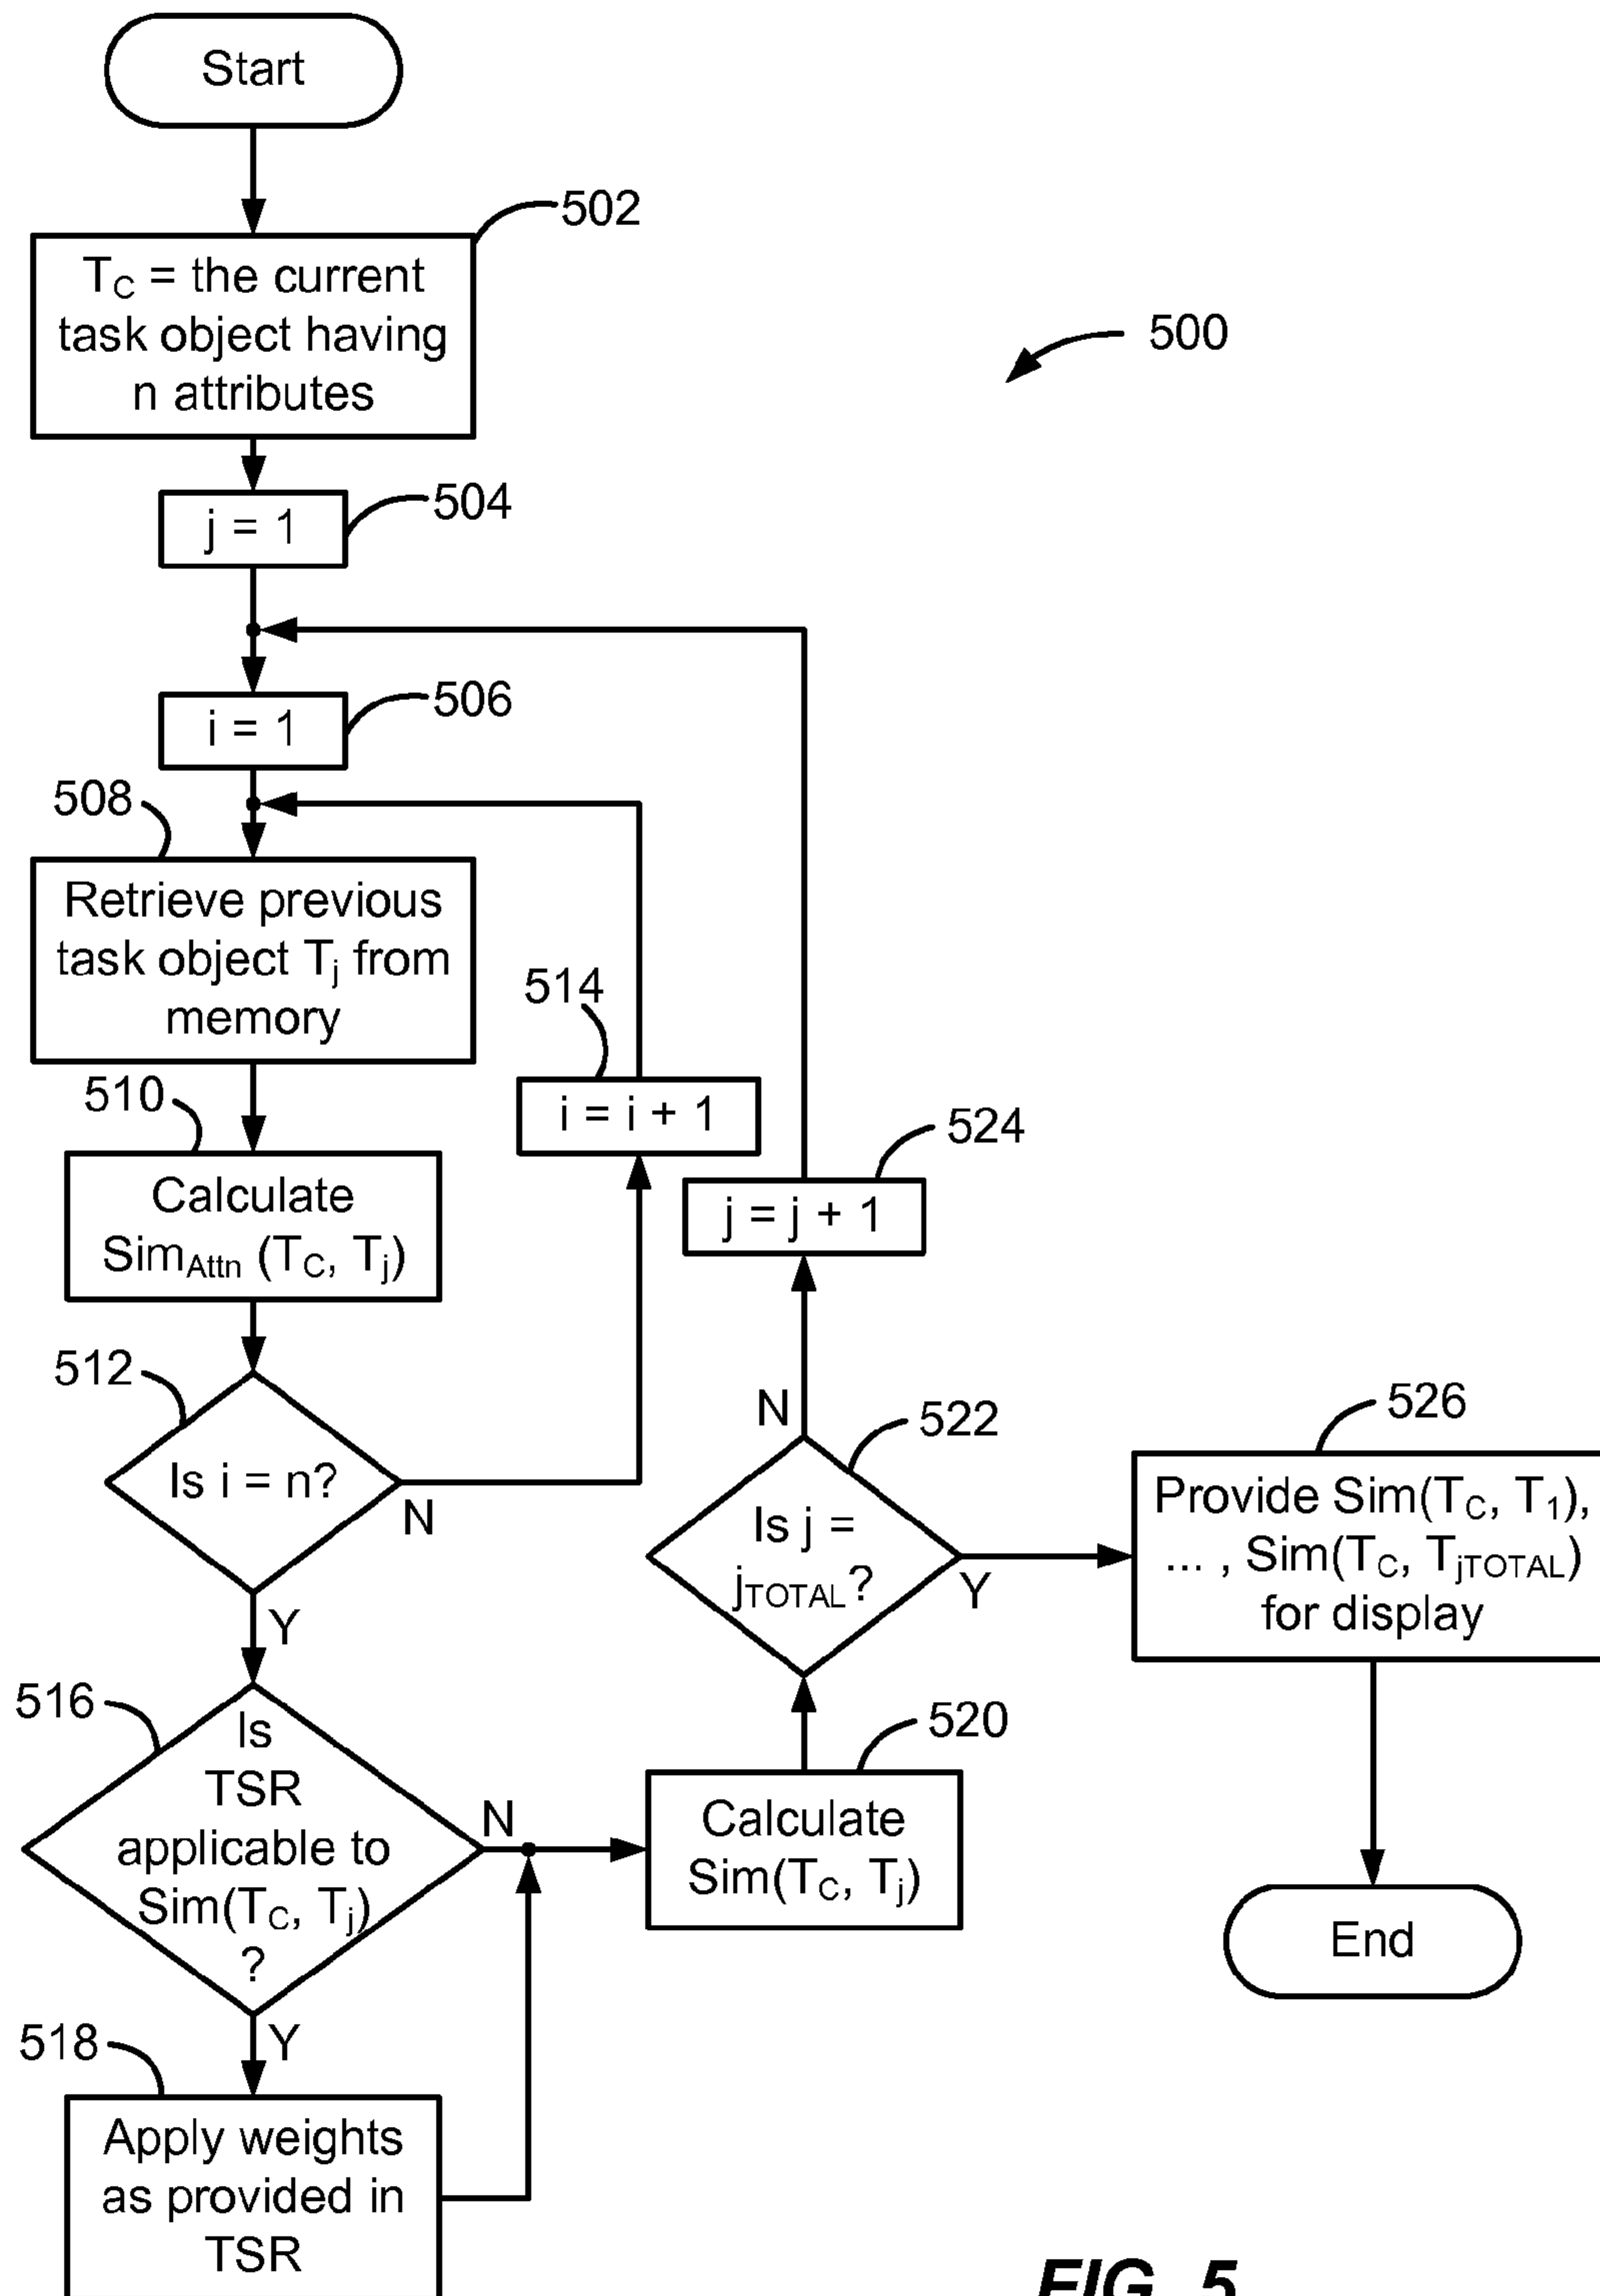 Start
502
T_C = the current
task object having
n attributes
500
504
j = 1
506
i = 1
508
Retrieve previous
task object T_j from
memory
514
i = i + 1
510
Calculate
Sim_Attn (T_C, T_j)
524
j = j + 1
512
Is i = n?
N
Y
N
522
Is j =
j_TOTAL?
Y
526
Provide Sim(T_C, T_1),
... , Sim(T_C, T_jTOTAL)
for display
516
Is
TSR
applicable to
Sim(T_C, T_j)
?
N
Y
520
Calculate
Sim(T_C, T_j)
End
518
Apply weights
as provided in
TSR
FIG. 5